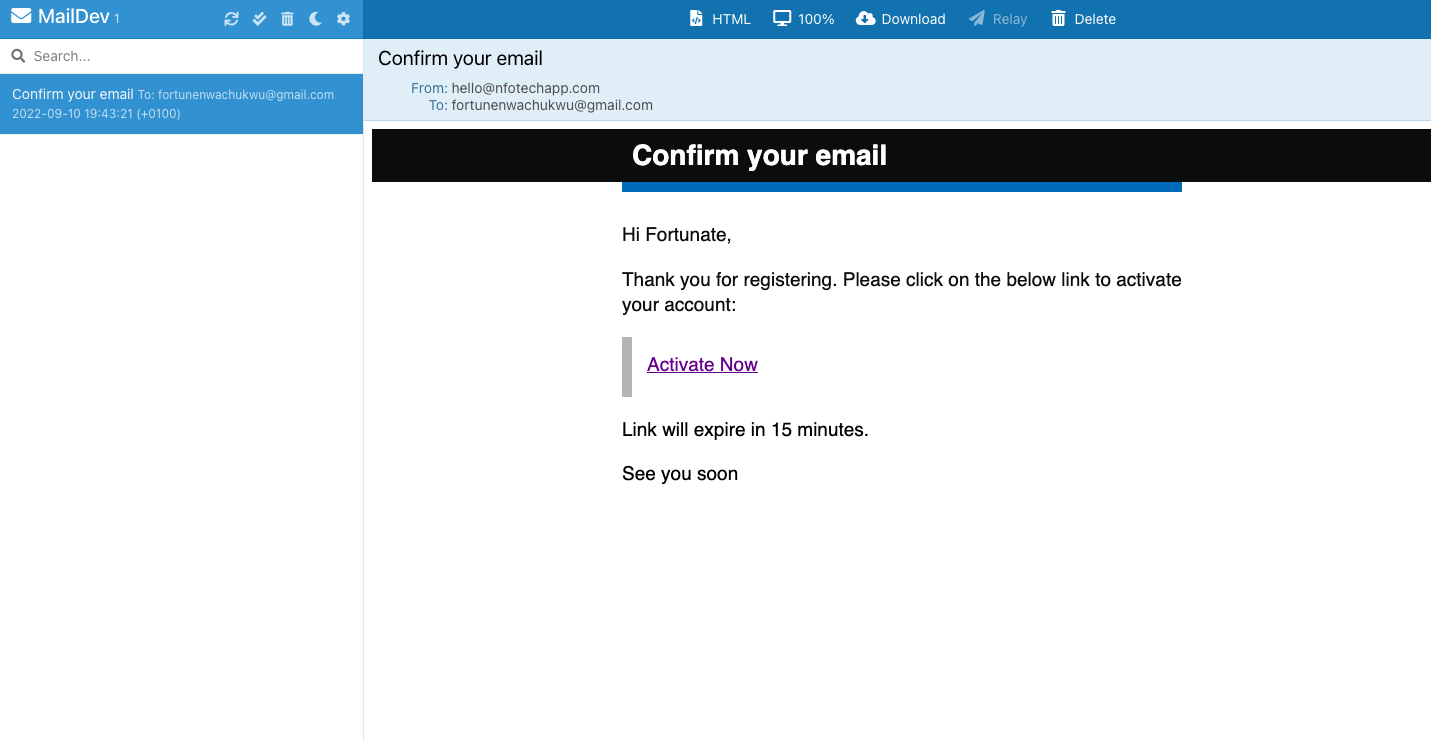 MailDev 1
HTML 100% Download Relay Delete
Search...
Confirm your email To: fortunenwachukwu@gmail.com
2022-09-10 19:43:21 (+0100)
Confirm your email
From: hello@nfotechapp.com
To: fortunenwachukwu@gmail.com
Confirm your email
Hi Fortunate,
Thank you for registering. Please click on the below link to activate
your account:
Activate Now
Link will expire in 15 minutes.
See you soon